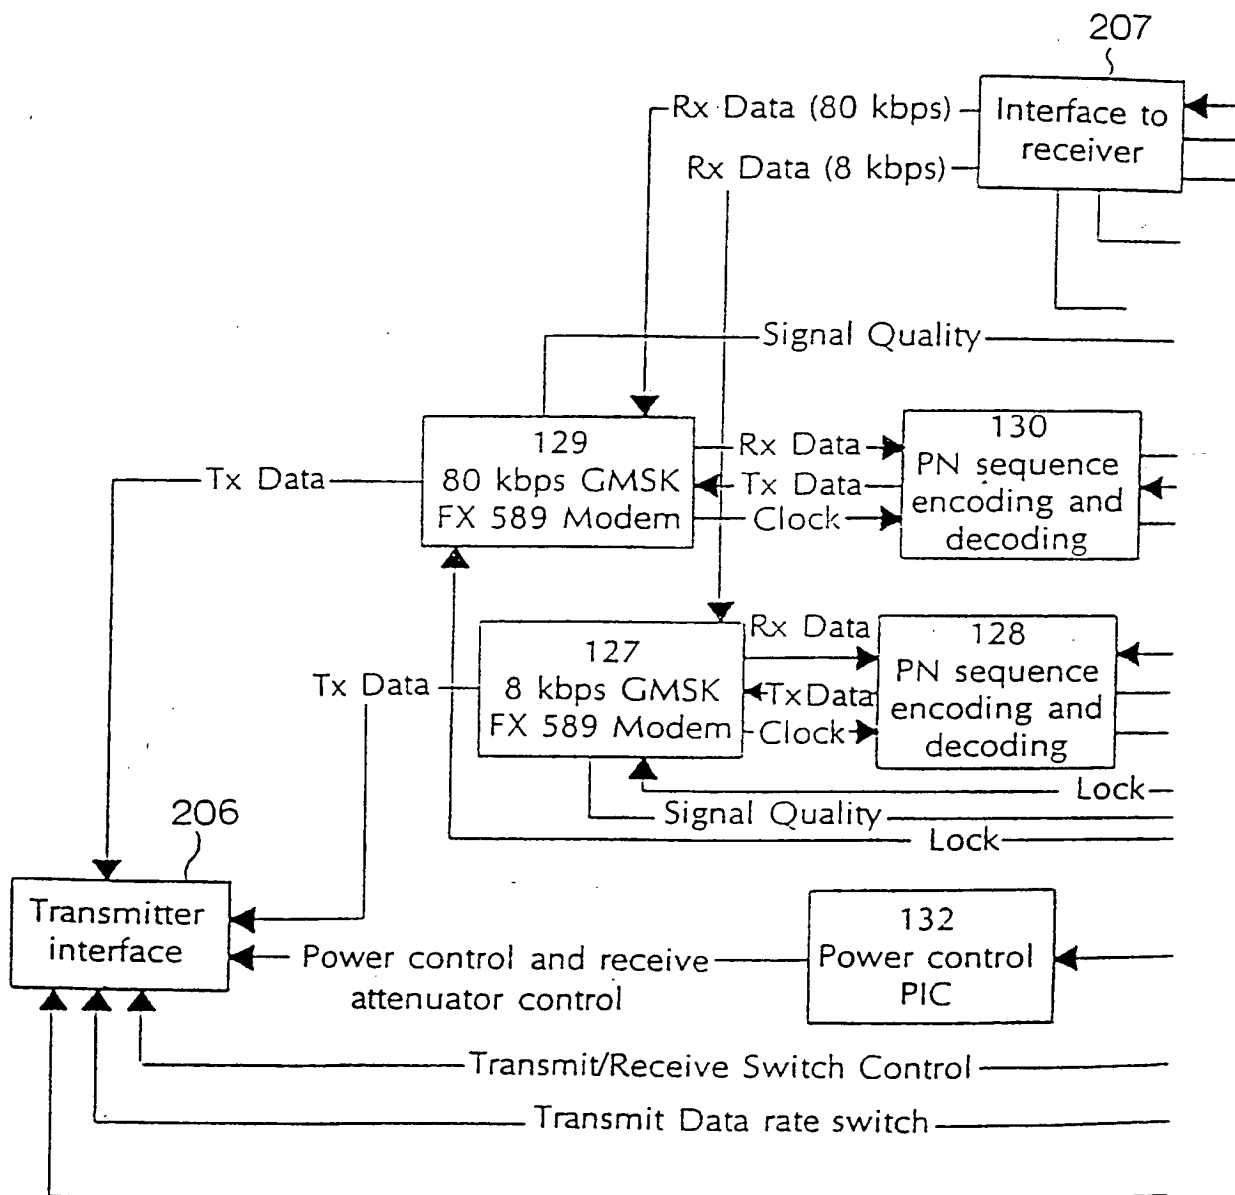 207
Rx Data (80 kbps)
Interface to
receiver
Rx Data (8 kbps)
Signal Quality
129
80 kbps GMSK
FX 589 Modem
Tx Data
Rx Data
Tx Data
Clock
130
PN sequence
encoding and
decoding
127
8 kbps GMSK
FX 589 Modem
Tx Data
Rx Data
TxData
Clock
128
PN sequence
encoding and
decoding
Lock
Signal Quality
Lock
206
Transmitter
interface
132
Power control
PIC
Power control and receive
attenuator control
Transmit/Receive Switch Control
Transmit Data rate switch